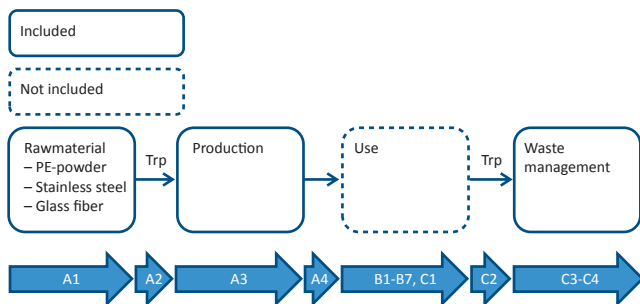 Included
Not included
Rawmaterial
– PE-powder
– Stainless steel
– Glass fiber
Trp
Production
Use
Trp
Waste
management
A1
A2
A3
A4
B1-B7, C1
C2
C3-C4